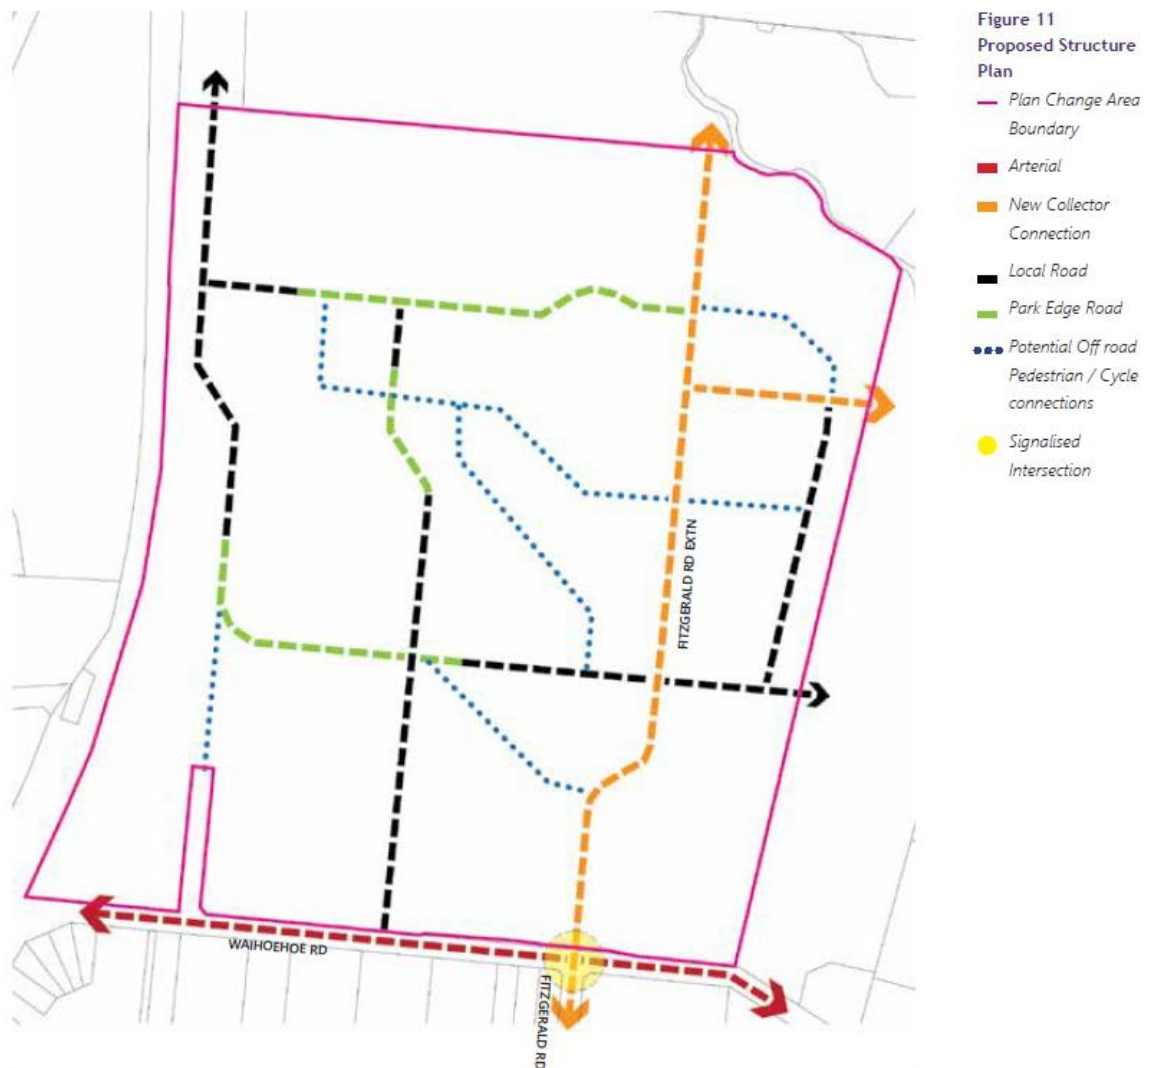 Figure 11
Proposed Structure
Plan
Plan Change Area
Boundary
Arterial
New Collector
Connection
Local Road
Park Edge Road
Potential Off road
Pedestrian / Cycle
connections
Signalised
Intersection
FITZGERALD RD EXTN
WAIHOEHOE RD
FITZGERALD RD